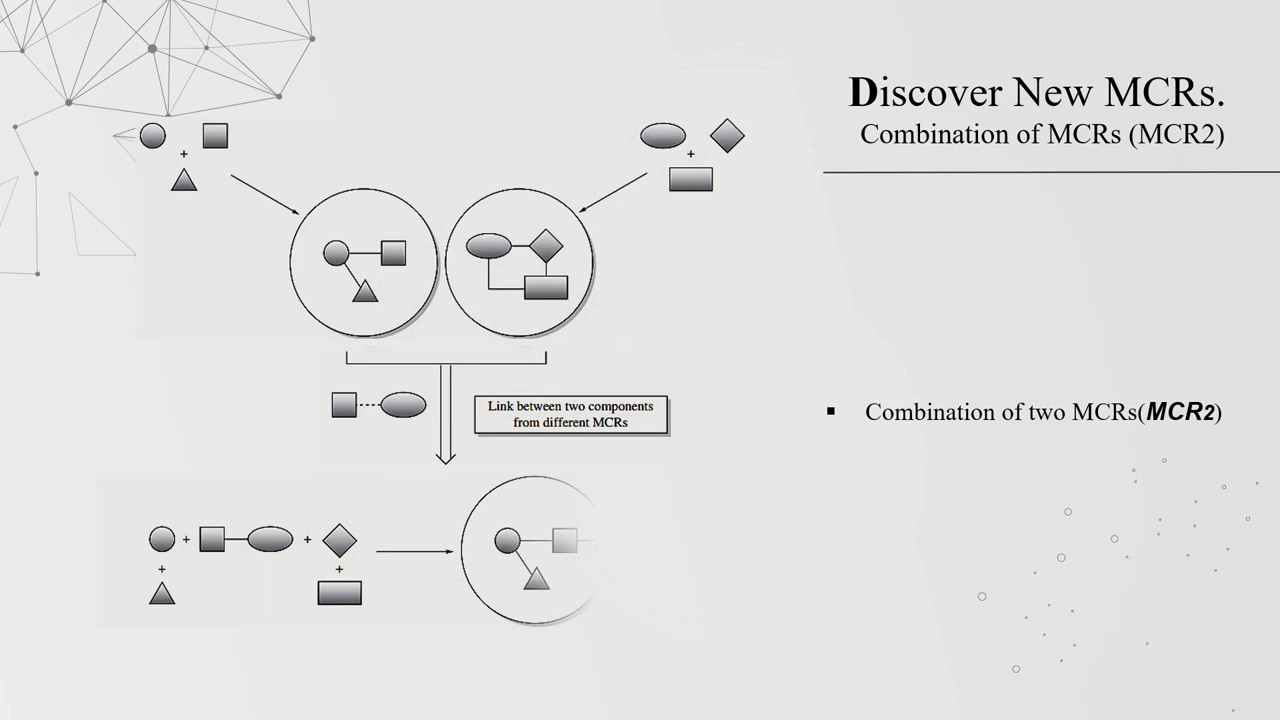 Discover New MCRs.
Combination of MCRs (MCR2)
+
+
Link between two components
from different MCRs
▪ Combination of two MCRs(MCR2)
+ +
+ +